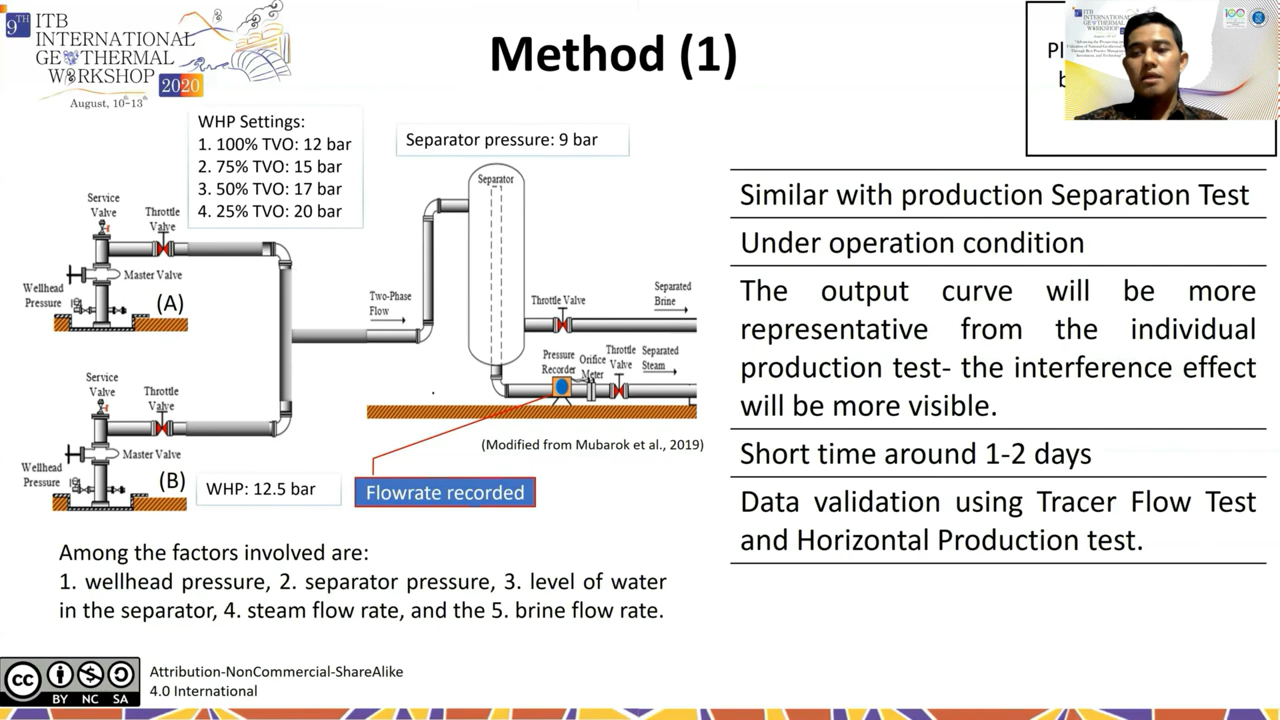 9TH
ITB
INTERNATIONAL
GEOTHERMAL
WORKSHOP
2020
August, 10th-13th
Method (1)
WHP Settings:
1. 100% TVO: 12 bar
2. 75% TVO: 15 bar
3. 50% TVO: 17 bar
4. 25% TVO: 20 bar
Separator pressure: 9 bar
Separator
Service
Valve
Throttle
Valve
Master Valve
Wellhead
Pressure
(A)
Two-Phase
Flow
Throttle Valve
Separated
Brine
Pressure
Recorder
Orifice
Meter
Throttle
Valve
Separated
Steam
Service
Valve
Throttle
Valve
Master Valve
Wellhead
Pressure
(B)
WHP: 12.5 bar
(Modified from Mubarok et al., 2019)
Flowrate recorded
Among the factors involved are:
1. wellhead pressure, 2. separator pressure, 3. level of water
in the separator, 4. steam flow rate, and the 5. brine flow rate.
Similar with production Separation Test
Under operation condition
The output curve will be more
representative from the individual
production test- the interference effect
will be more visible.
Short time around 1-2 days
Data validation using Tracer Flow Test
and Horizontal Production test.
ITB
INTERNATIONAL
GEOTHERMAL
WORKSHOP
cc
BY NC SA
Attribution-NonCommercial-ShareAlike
4.0 International